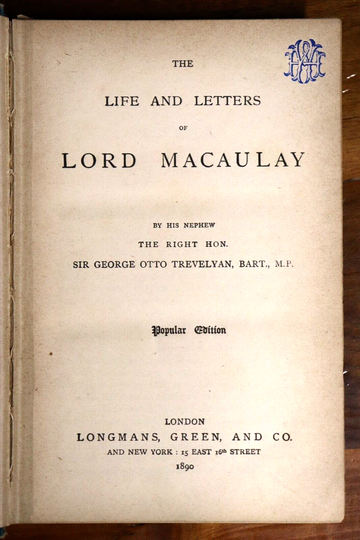 THE
LIFE AND LETTERS
OF
LORD MACAULAY
BY HIS NEPHEW
THE RIGHT HON.
SIR GEORGE OTTO TREVELYAN, BART., M.P.
Popular Edition
LONDON
LONGMANS, GREEN, AND CO.
AND NEW YORK : 15 EAST 16th STREET
1890